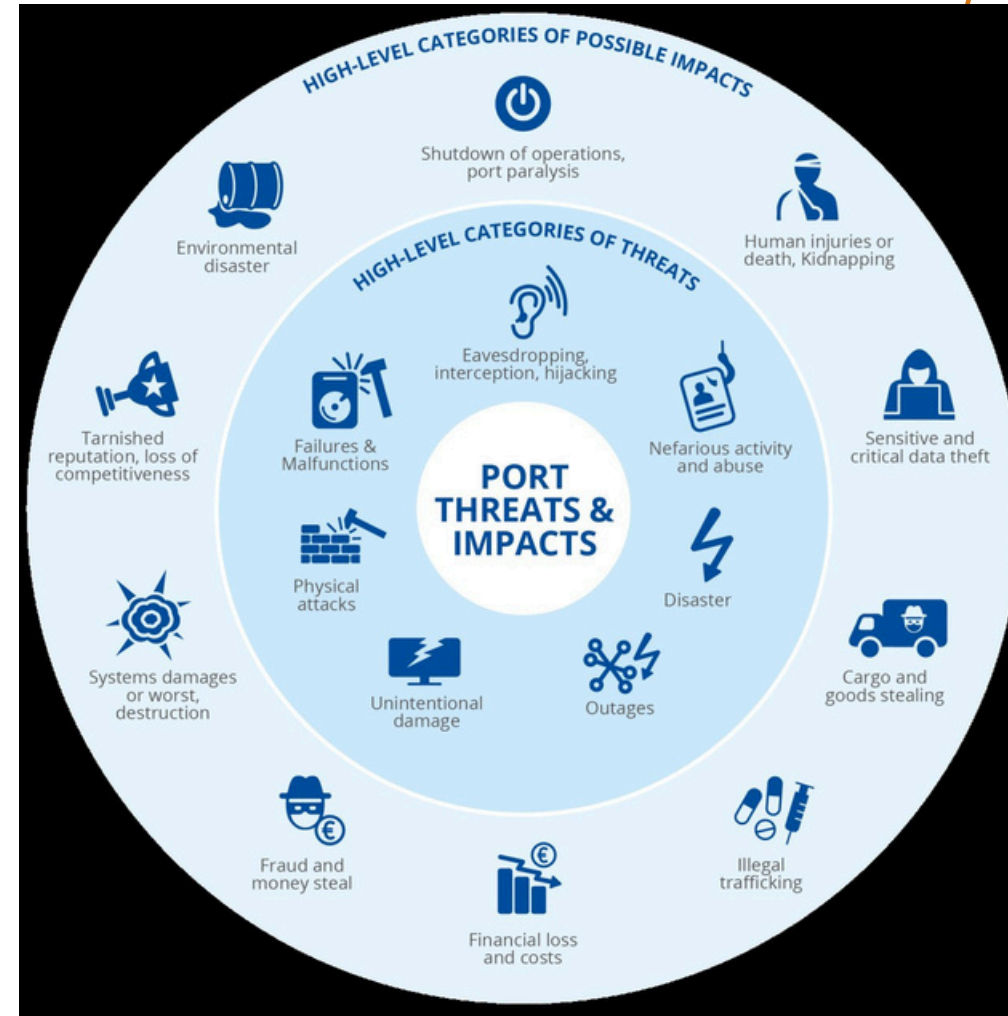 HIGH-LEVEL CATEGORIES OF POSSIBLE IMPACTS
Shutdown of operations,
port paralysis
Human injuries or
death, Kidnapping
Sensitive and
critical data theft
Cargo and
goods stealing
Illegal
trafficking
Financial loss
and costs
Fraud and
money steal
Systems damages
or worst,
destruction
Tarnished
reputation, loss of
competitiveness
Environmental
disaster
HIGH-LEVEL CATEGORIES OF THREATS
Eavesdropping,
interception, hijacking
Nefarious activity
and abuse
Disaster
Outages
Unintentional
damage
Physical
attacks
Failures &
Malfunctions
PORT
THREATS &
IMPACTS